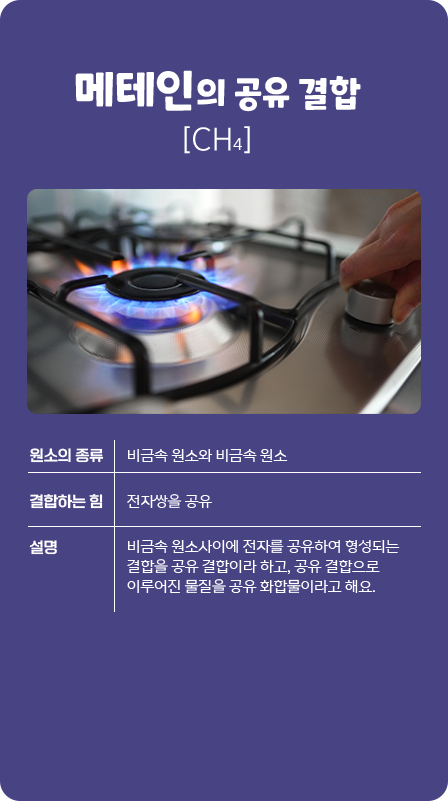 메테인의 공유 결합
[CH₄]
원소의 종류 비금속 원소와 비금속 원소
결합하는 힘 전자쌍을 공유
설명 비금속 원소사이에 전자를 공유하여 형성되는
결합을 공유 결합이라 하고, 공유 결합으로
이루어진 물질을 공유 화합물이라고 해요.